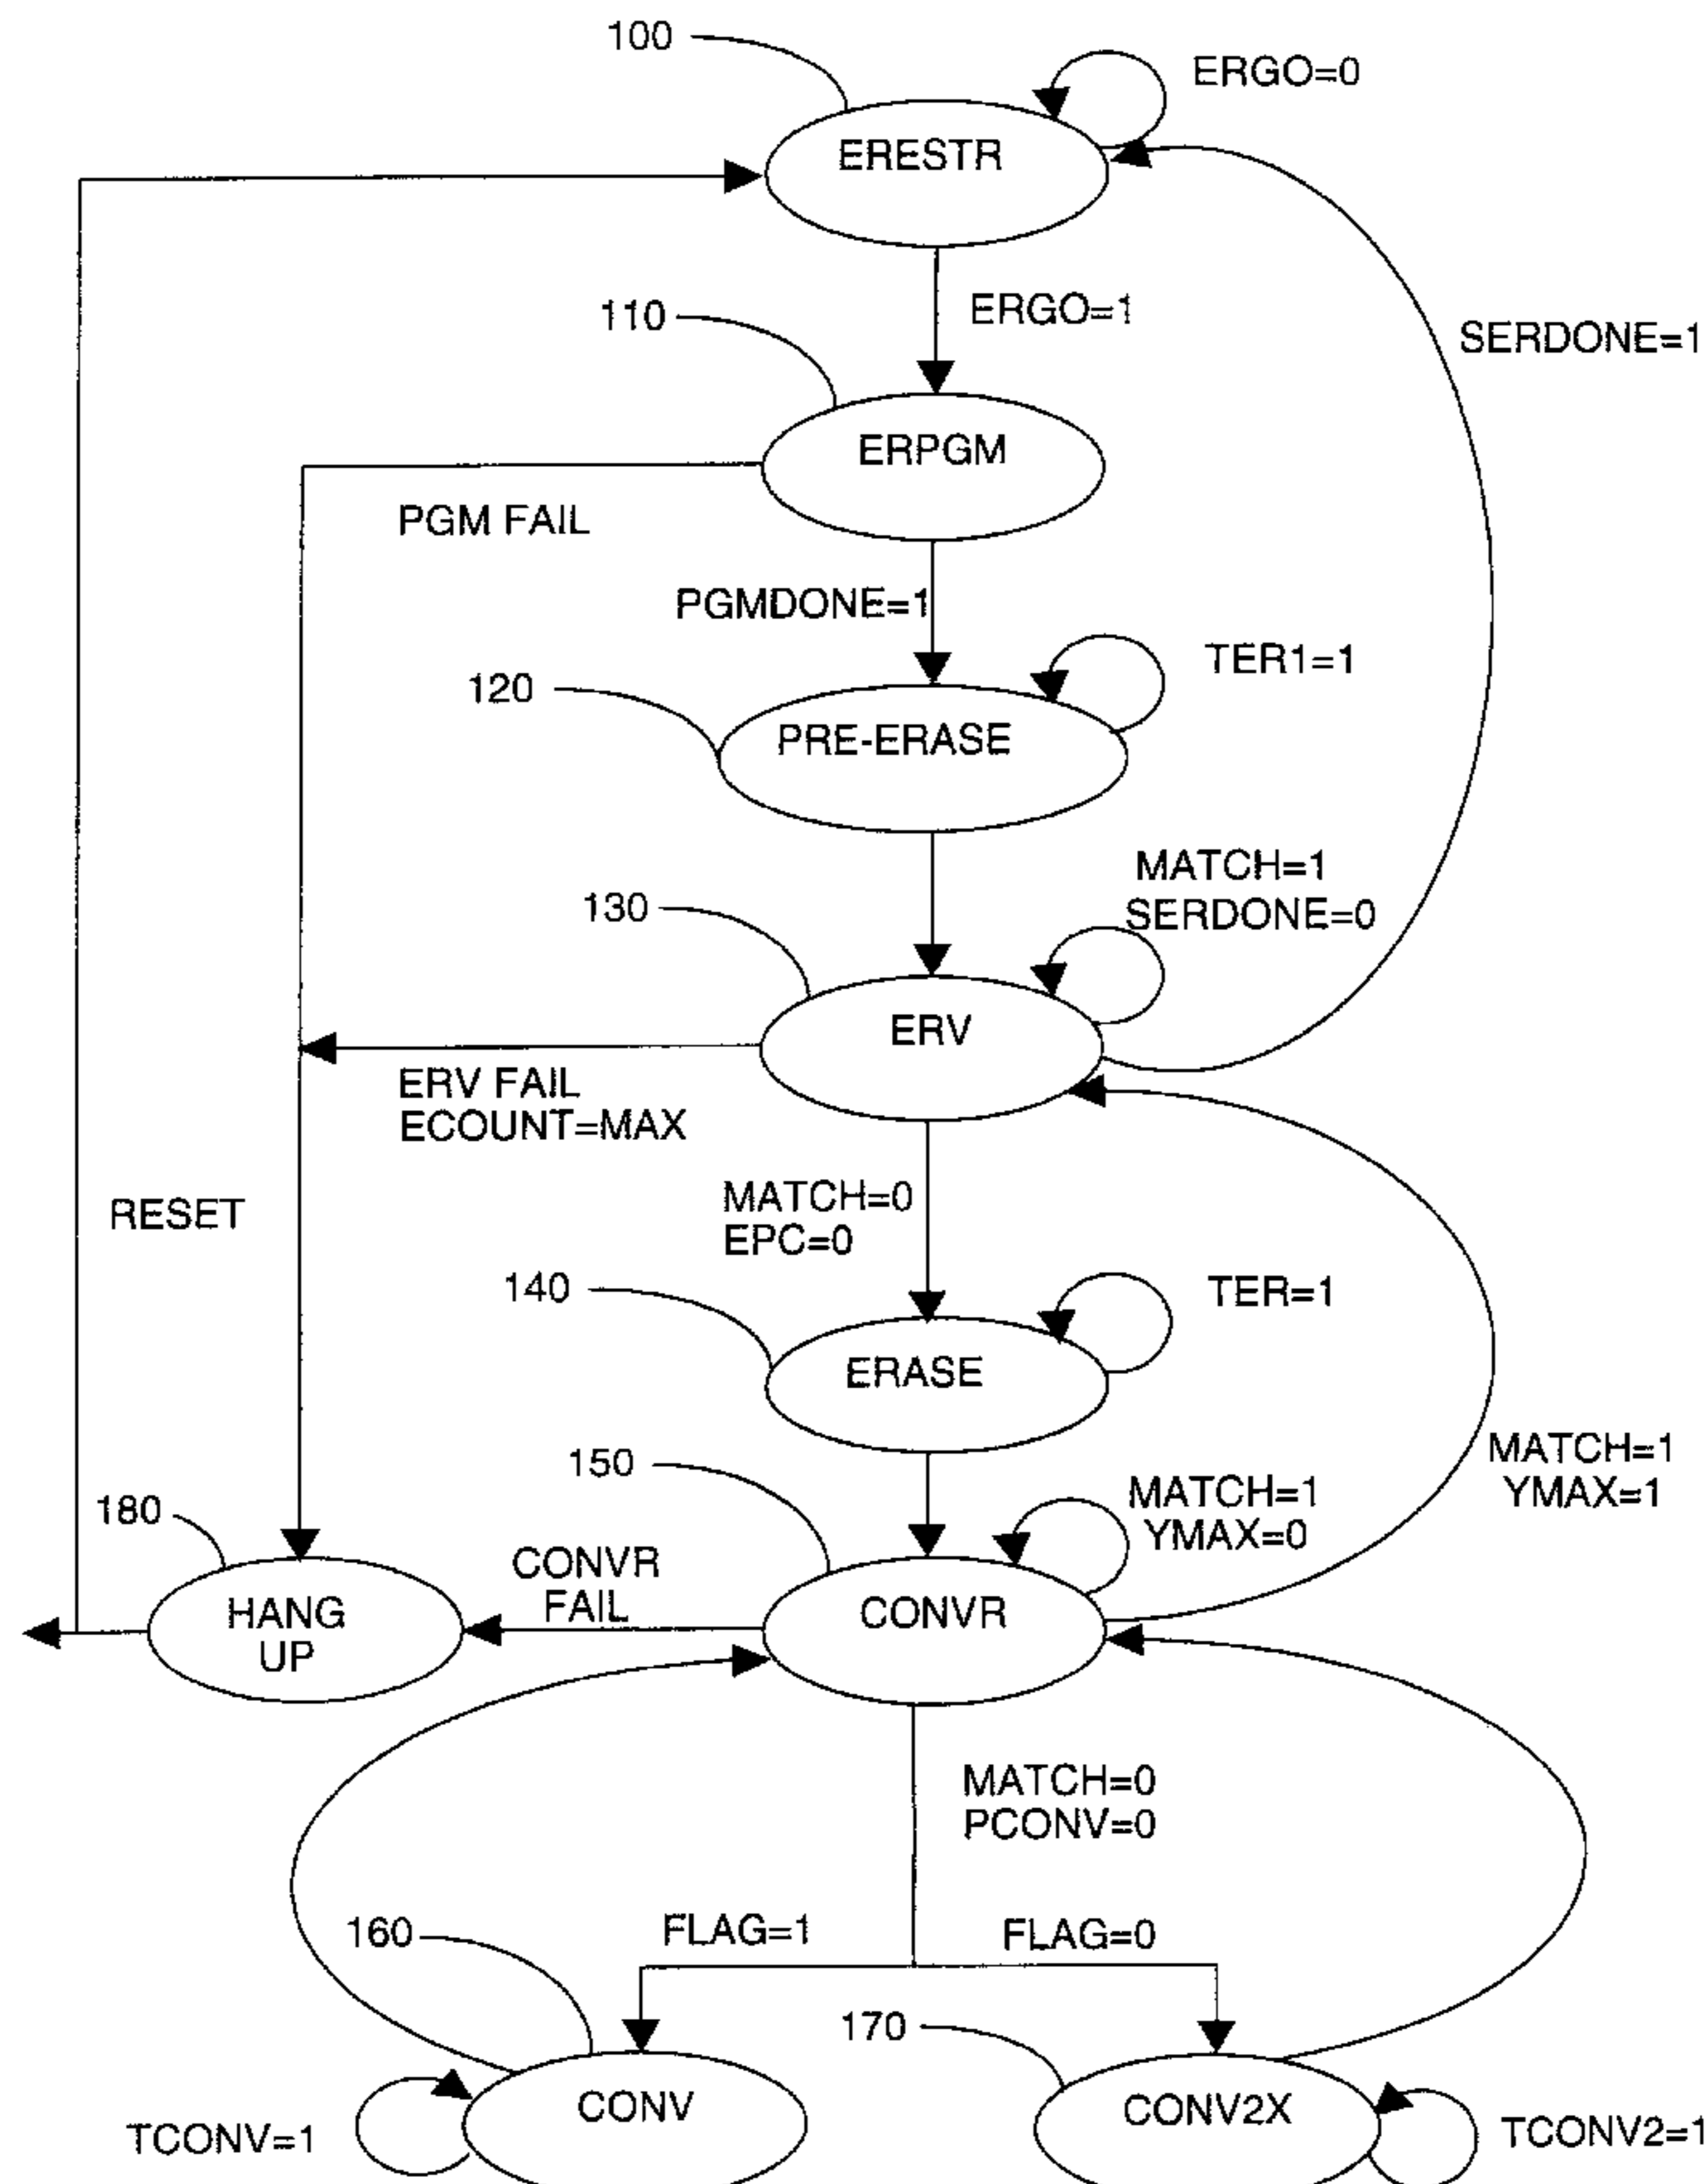 100
ERGO=0
ERESTR
ERGO=1
110
SERDONE=1
ERPGM
PGM FAIL
PGMDONE=1
TER1=1
120
PRE-ERASE
MATCH=1
SERDONE=0
130
ERV
ERV FAIL
ECOUNT=MAX
MATCH=0
EPC=0
RESET
140
TER=1
ERASE
MATCH=1
YMAX=1
150
MATCH=1
YMAX=0
180
CONVR
FAIL
HANG
UP
CONVR
MATCH=0
PCONV=0
160
FLAG=1
FLAG=0
170
CONV
CONV2X
TCONV=1
TCONV2=1